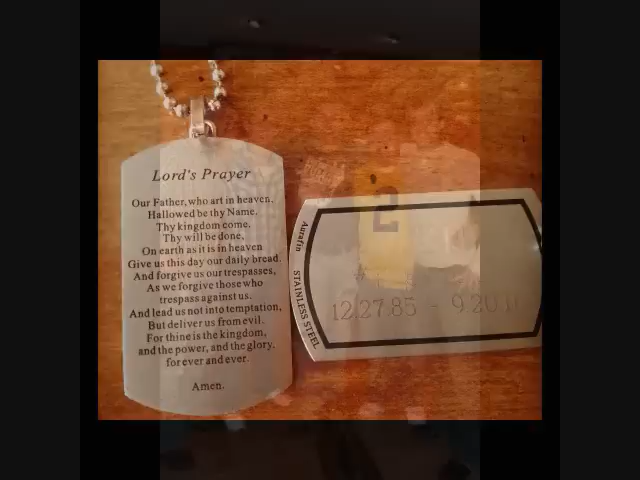 Lord's Prayer
Our Father, who art in heaven,
Hallowed be thy Name.
Thy kingdom come,
Thy will be done,
On earth as it is in heaven
Give us this day our daily bread.
And forgive us our trespasses,
As we forgive those who
trespass against us.
And lead us not into temptation,
But deliver us from evil.
For thine is the kingdom,
and the power, and the glory,
for ever and ever.
Amen.
Aurafin STAINLESS STEEL
2
12.27.85 -